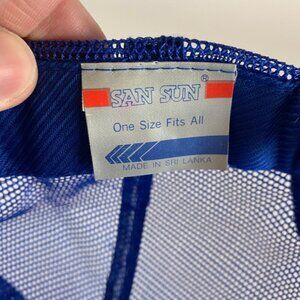 SAN SUN®
One Size Fits All
MADE IN SRI LANKA